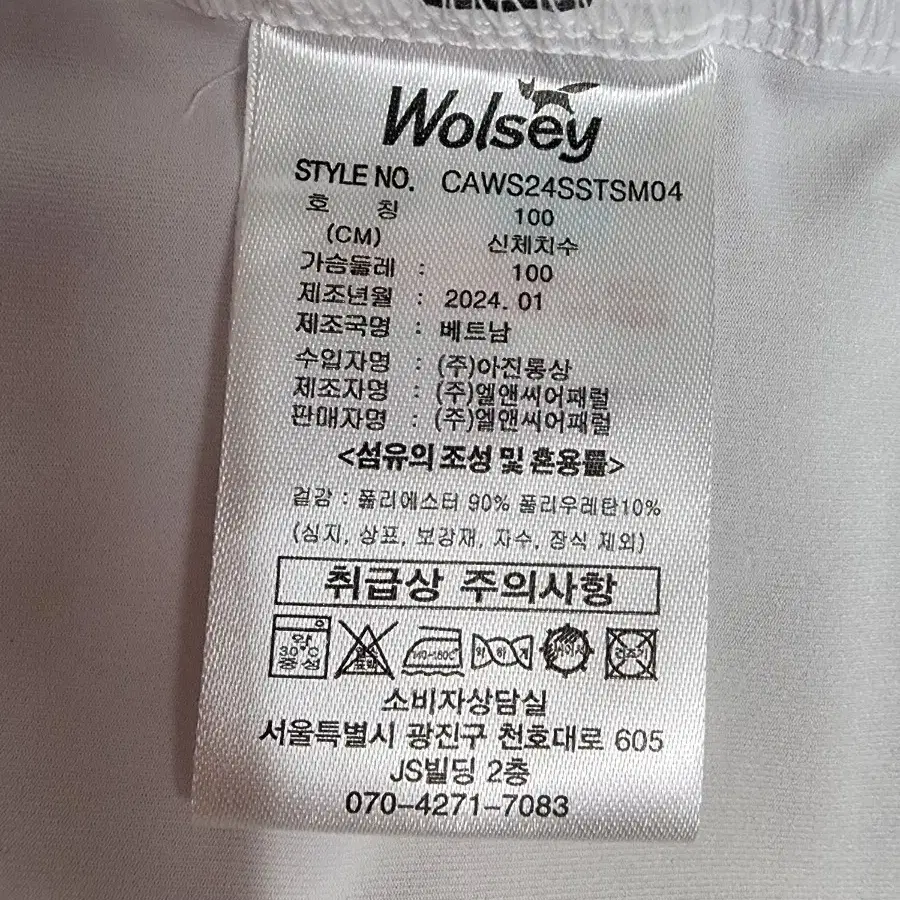 Wolsey
STYLE NO. CAWS24SSTSM04
호 칭 100
(CM) 신체치수
가슴둘레 : 100
제조년월 : 2024. 01
제조국명 : 베트남
수입자명 : (주)아진통상
제조자명 : (주)엘앤씨어패럴
판매자명 : (주)엘앤씨어패럴
<섬유의 조성 및 혼용률>
겉감 : 폴리에스터 90% 폴리우레탄10%
(심지, 상표, 보강재, 자수, 장식 제외)
취급상 주의사항
약 30℃ 중성
약하게
소비자상담실
서울특별시 광진구 천호대로 605
JS빌딩 2층
070-4271-7083